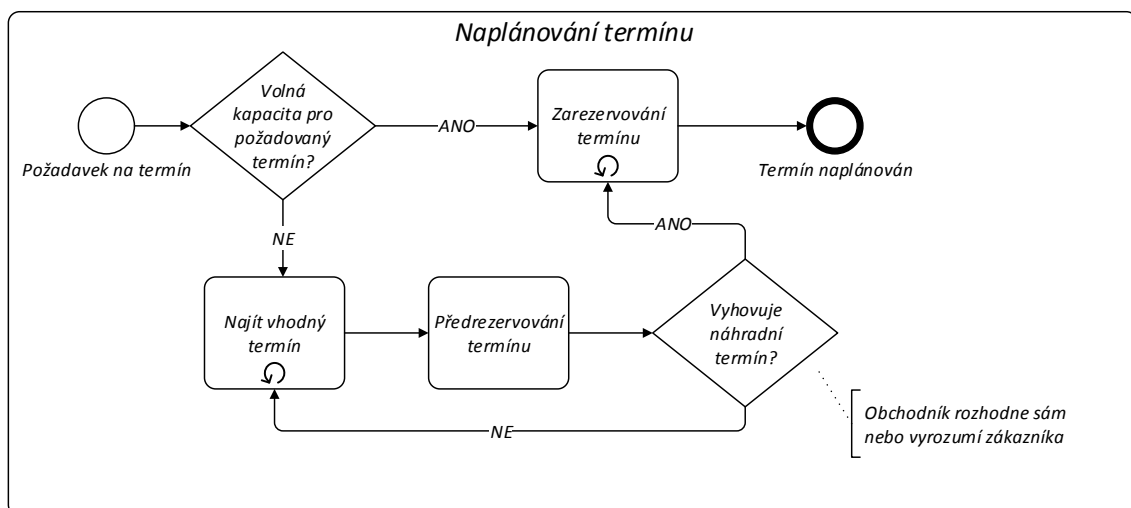 Naplánování termínu
Volná
kapacita pro
požadovaný
termín?
Požadavek na termín
ANO
Zarezervování
termínu
Termín naplánován
NE
ANO
Najít vhodný
termín
Předrezervování
termínu
Vyhovuje
náhradní
termín?
NE
Obchodník rozhodne sám
nebo vyrozumí zákazníka